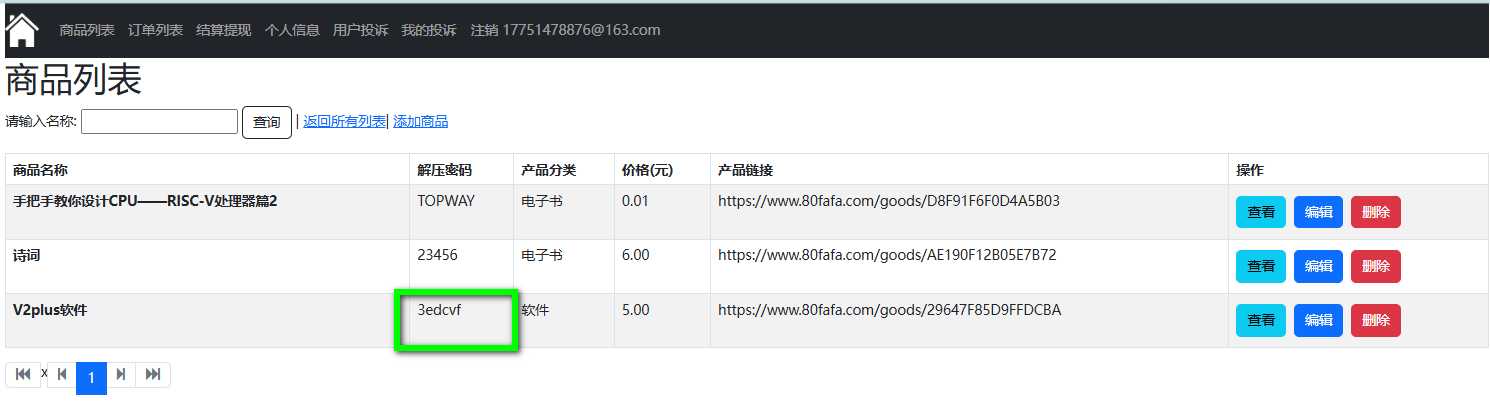 商品列表 订单列表 结算提现 个人信息 用户投诉 我的投诉 注销 17751478876@163.com
商品列表
请输入名称: 查询 | 返回所有列表| 添加商品
商品名称 解压密码 产品分类 价格(元) 产品链接 操作
手把手教你设计CPU——RISC-V处理器篇2 TOPWAY 电子书 0.01 https://www.80fafa.com/goods/D8F91F6F0D4A5B03 查看 编辑 删除
诗词 23456 电子书 6.00 https://www.80fafa.com/goods/AE190F12B05E7B72 查看 编辑 删除
V2plus软件 3edcvf 软件 5.00 https://www.80fafa.com/goods/29647F85D9FFDCBA 查看 编辑 删除
x 1